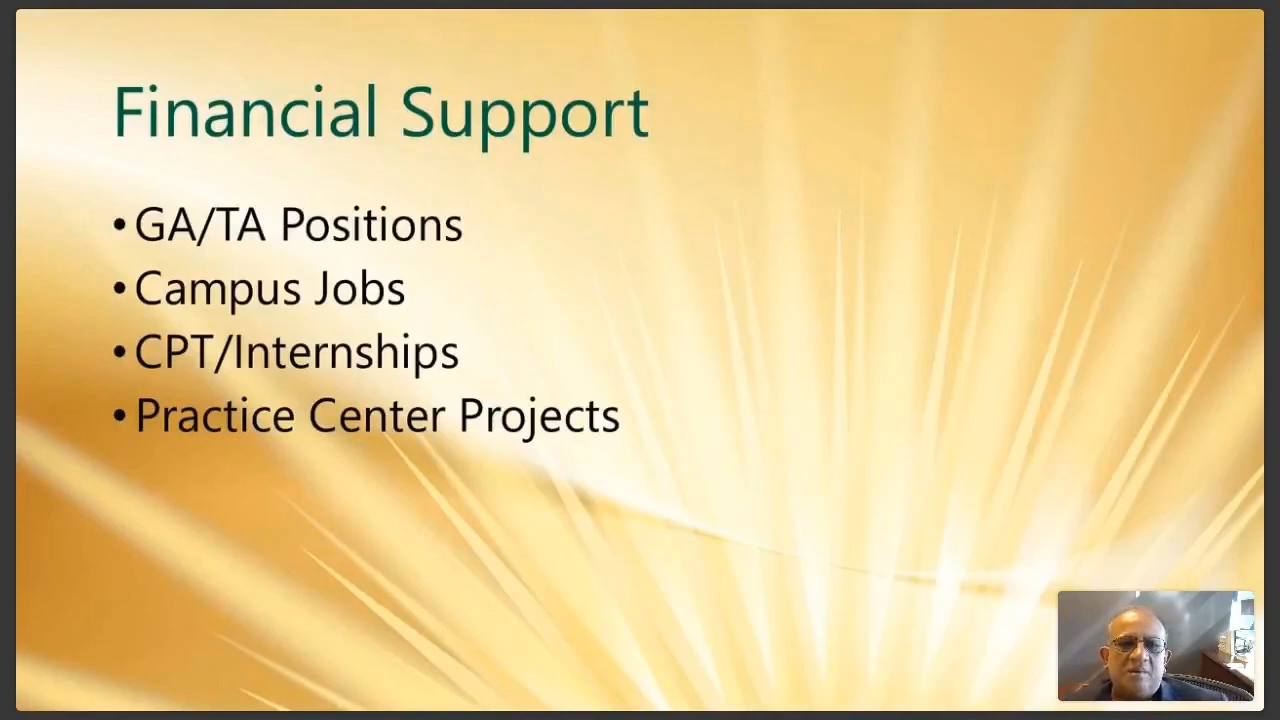 Financial Support
• GA/TA Positions
• Campus Jobs
• CPT/Internships
• Practice Center Projects